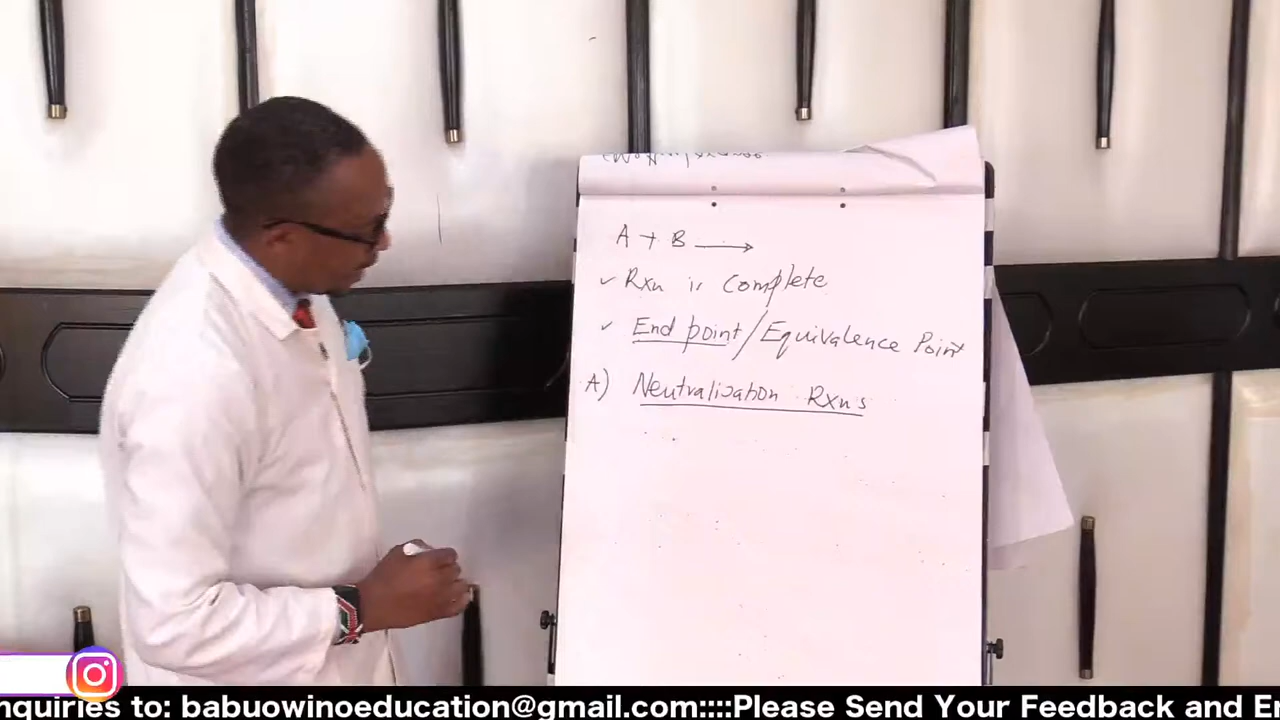 A + B ⟶
✓ Rxn is Complete
✓ End point/Equivalence Point
A) Neutralisation Rxns
nquiries to: babuowinoeducation@gmail.com::::Please Send Your Feedback and En